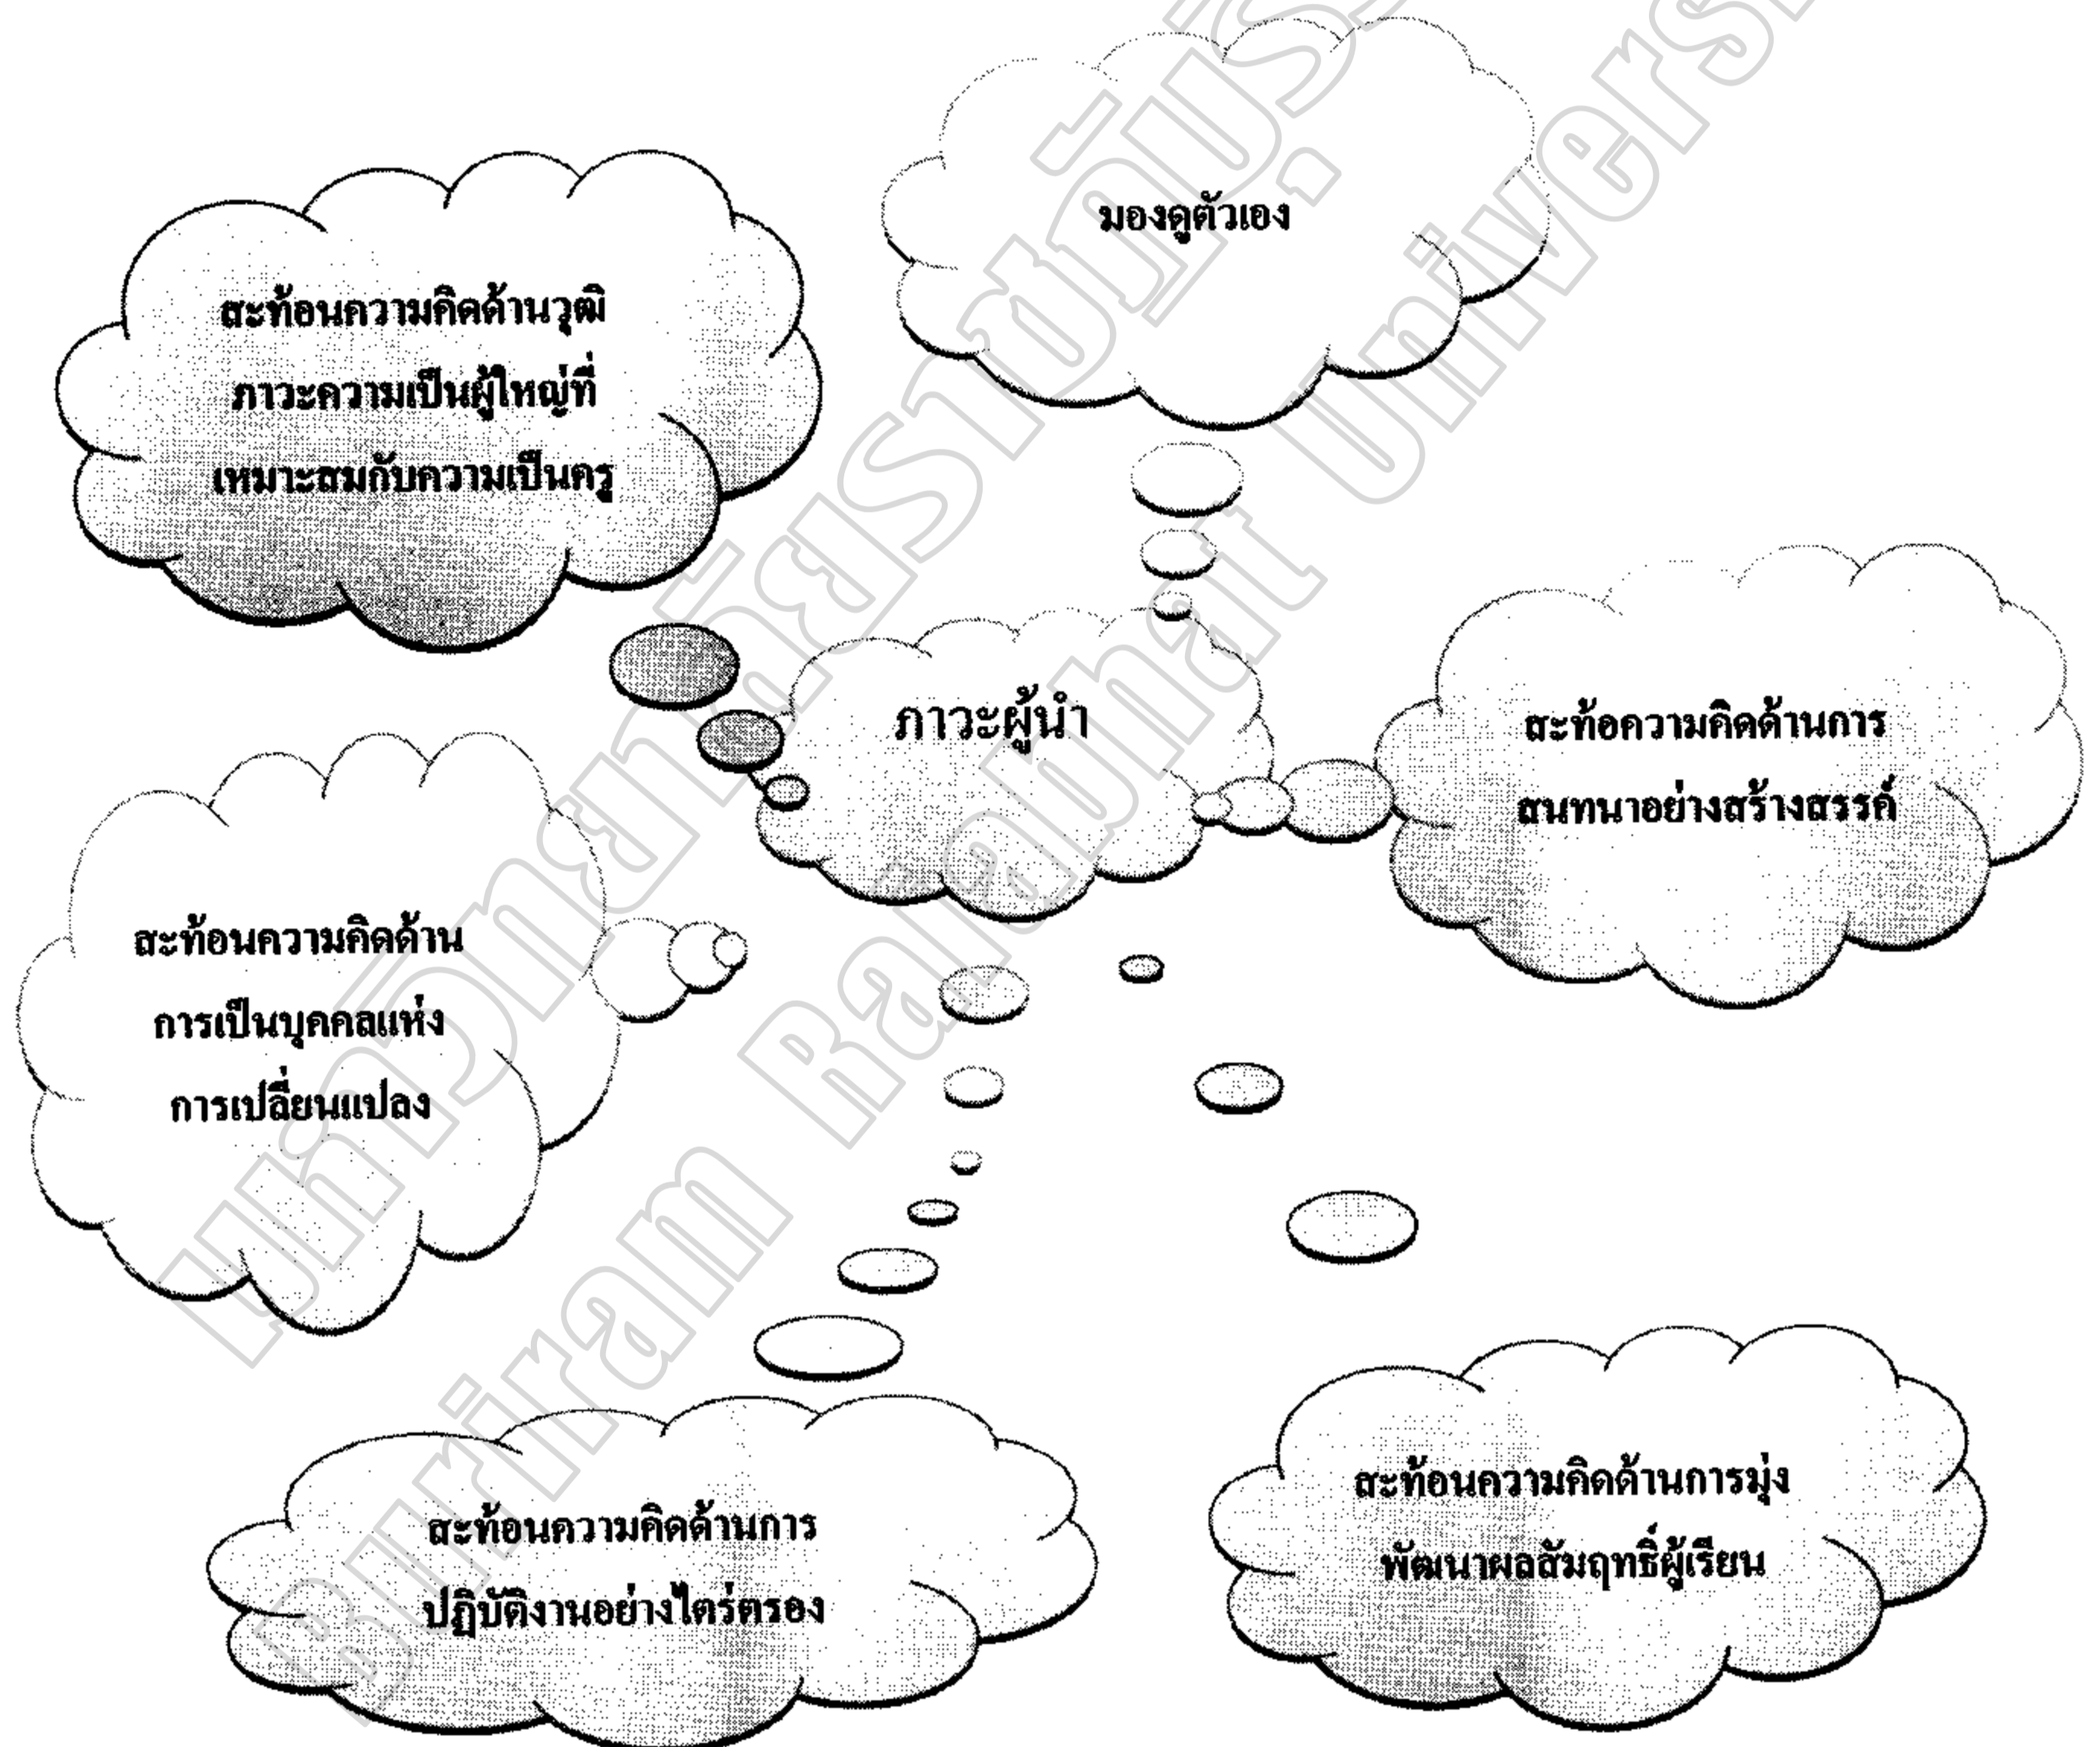 มองดูตัวเอง
สะท้อนความคิดด้านวุฒิ
ภาวะความเป็นผู้ใหญ่ที่
เหมาะสมกับความเป็นครู
ภาวะผู้นำ
สะท้อความคิดด้านการ
สนทนาอย่างสร้างสรรค์
สะท้อนความคิดด้าน
การเป็นบุคคลแห่ง
การเปลี่ยนแปลง
สะท้อนความคิดด้านการ
ปฏิบัติงานอย่างไตร่ตรอง
สะท้อนความคิดด้านการมุ่ง
พัฒนาผลสัมฤทธิ์ผู้เรียน
Buriram Rajabhat